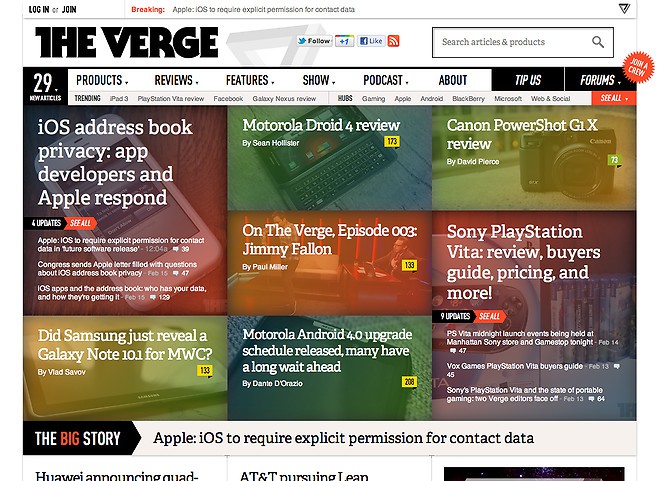 LOG IN or JOIN
Breaking: Apple: iOS to require explicit permission for contact data
THE VERGE
Follow +1 Like
Search articles & products
JOIN A CREW
29
NEW ARTICLES
PRODUCTS REVIEWS FEATURES SHOW PODCAST ABOUT TIP US FORUMS
TRENDING iPad 3 PlayStation Vita review Facebook Galaxy Nexus review HUBS Gaming Apple Android BlackBerry Microsoft Web & Social SEE ALL
iOS address book
privacy: app
developers and
Apple respond
4 UPDATES SEE ALL
Apple: iOS to require explicit permission for contact
data in 'future software release' - 12:04a 39
Congress sends Apple letter filled with questions
about iOS address book privacy - Feb 15 47
iOS apps and the address book: who has your data,
and how they're getting it - Feb 15 129
Motorola Droid 4 review
By Sean Hollister
173
Canon PowerShot G1 X
review
By David Pierce
73
Canon
On The Verge, Episode 003:
Jimmy Fallon
By Paul Miller
133
Sony PlayStation
Vita: review, buyers
guide, pricing, and
more!
9 UPDATES SEE ALL
PS Vita midnight launch events being held at
Manhattan Sony store and Gamestop tonight - Feb 14
47
Vox Games PlayStation Vita buyers guide - Feb 13
45
Sony's PlayStation and the state of portable
gaming: two Verge editors face off - Feb 13 64
Did Samsung just reveal a
Galaxy Note 10.1 for MWC?
By Vlad Savov
133
Motorola Android 4.0 upgrade
schedule released, many have
a long wait ahead
By Dante D'Orazio
208
THE BIG STORY
Apple: iOS to require explicit permission for contact data
Huawei announcing quad-
AT&T pursuing Leap